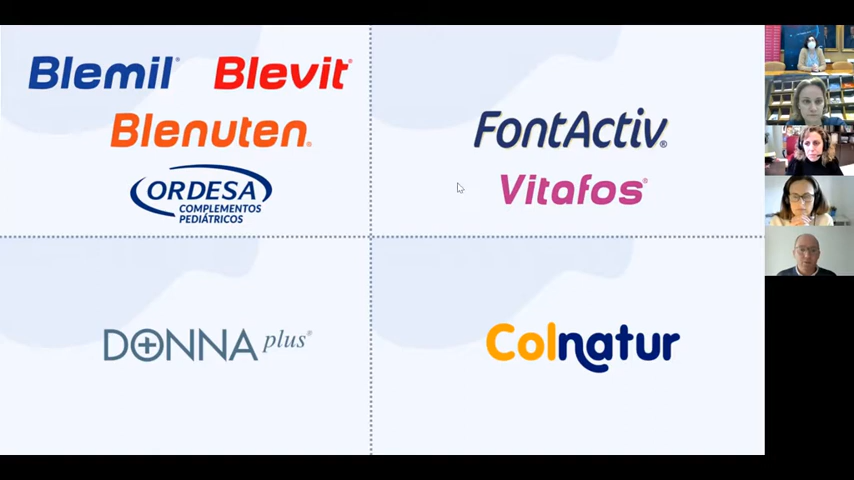 Blemil®
Blevit®
Blenuten®
ORDESA
COMPLEMENTOS
PEDIÁTRICOS
FontActiv®
Vitafos®
DONNA plus®
Colnatur